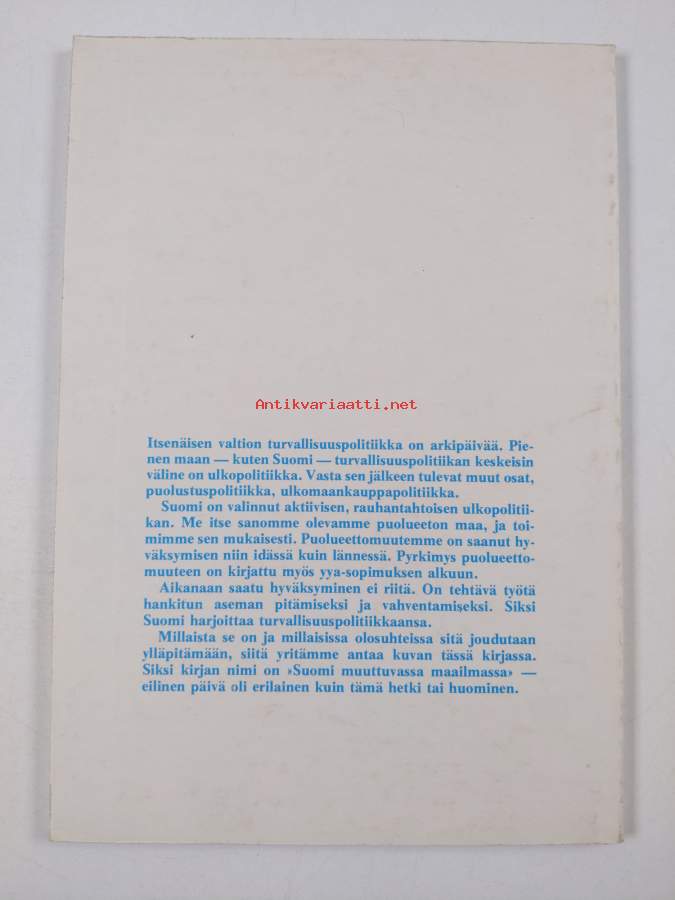 Antikvariaatti.net
Itsenäisen valtion turvallisuuspolitiikka on arkipäivää. Pie-
nen maan — kuten Suomi — turvallisuuspolitiikan keskeisin
väline on ulkopolitiikka. Vasta sen jälkeen tulevat muut osat,
puolustuspolitiikka, ulkomaankauppapolitiikka.
Suomi on valinnut aktiivisen, rauhantahtoisen ulkopolitii-
kan. Me itse sanomme olevamme puolueeton maa, ja toi-
mimme sen mukaisesti. Puolueettomuutemme on saanut hy-
väksymisen niin idässä kuin lännessä. Pyrkimys puolueetto-
muuteen on kirjattu myös yya-sopimuksen alkuun.
Aikanaan saatu hyväksyminen ei riitä. On tehtävä työtä
hankitun aseman pitämiseksi ja vahventamiseksi. Siksi
Suomi harjoittaa turvallisuuspolitiikkaansa.
Millaista se on ja millaisissa olosuhteissa sitä joudutaan
ylläpitämään, siitä yritämme antaa kuvan tässä kirjassa.
Siksi kirjan nimi on »Suomi muuttuvassa maailmassa» —
eilinen päivä oli erilainen kuin tämä hetki tai huominen.